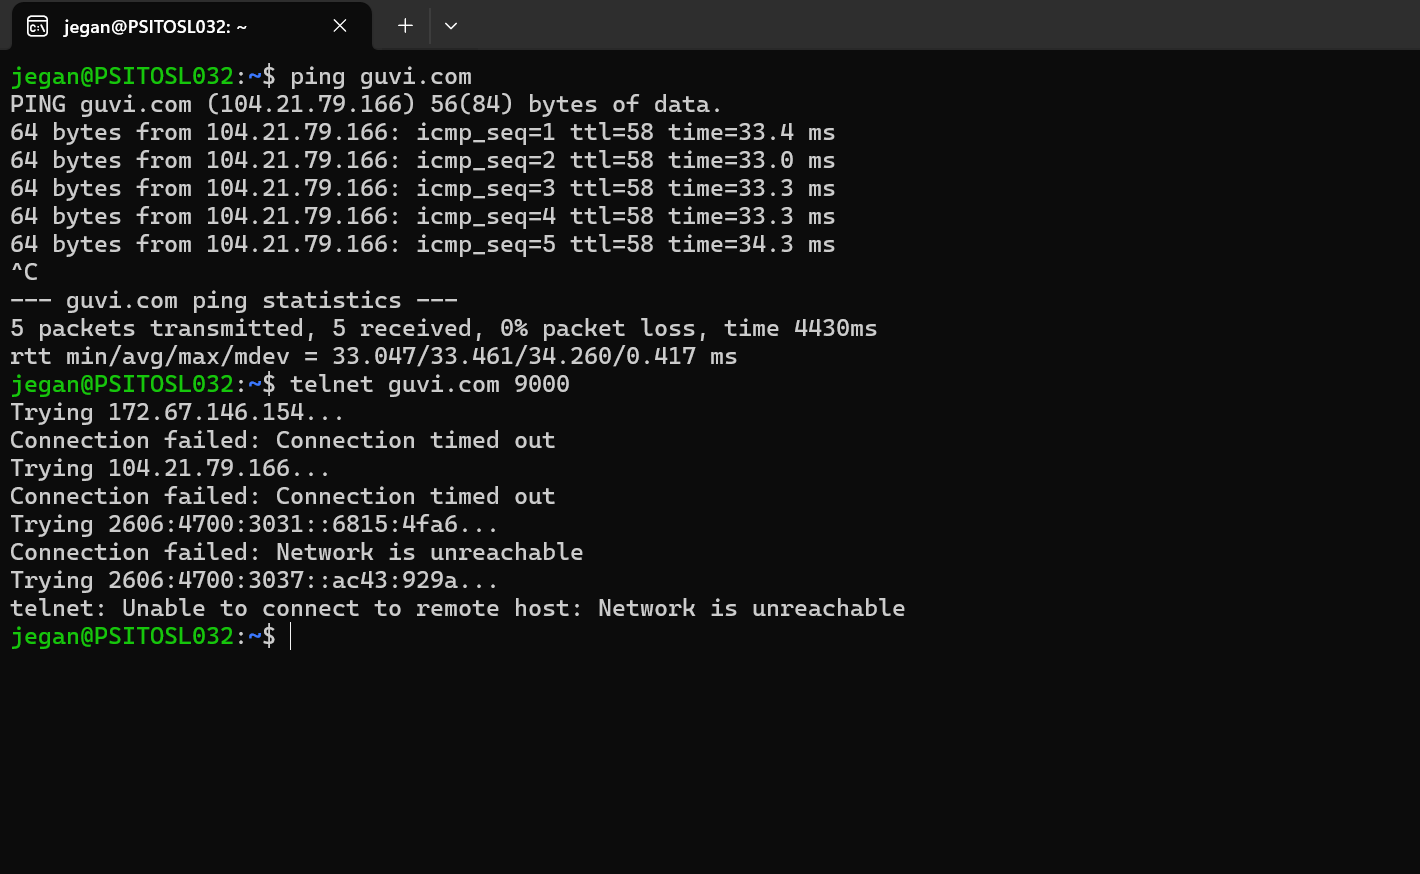 jegan@PSITOSL032: ~
jegan@PSITOSL032:~$ ping guvi.com
PING guvi.com (104.21.79.166) 56(84) bytes of data.
64 bytes from 104.21.79.166: icmp_seq=1 ttl=58 time=33.4 ms
64 bytes from 104.21.79.166: icmp_seq=2 ttl=58 time=33.0 ms
64 bytes from 104.21.79.166: icmp_seq=3 ttl=58 time=33.3 ms
64 bytes from 104.21.79.166: icmp_seq=4 ttl=58 time=33.3 ms
64 bytes from 104.21.79.166: icmp_seq=5 ttl=58 time=34.3 ms
^C
--- guvi.com ping statistics ---
5 packets transmitted, 5 received, 0% packet loss, time 4430ms
rtt min/avg/max/mdev = 33.047/33.461/34.260/0.417 ms
jegan@PSITOSL032:~$ telnet guvi.com 9000
Trying 172.67.146.154...
Connection failed: Connection timed out
Trying 104.21.79.166...
Connection failed: Connection timed out
Trying 2606:4700:3031::6815:4fa6...
Connection failed: Network is unreachable
Trying 2606:4700:3037::ac43:929a...
telnet: Unable to connect to remote host: Network is unreachable
jegan@PSITOSL032:~$